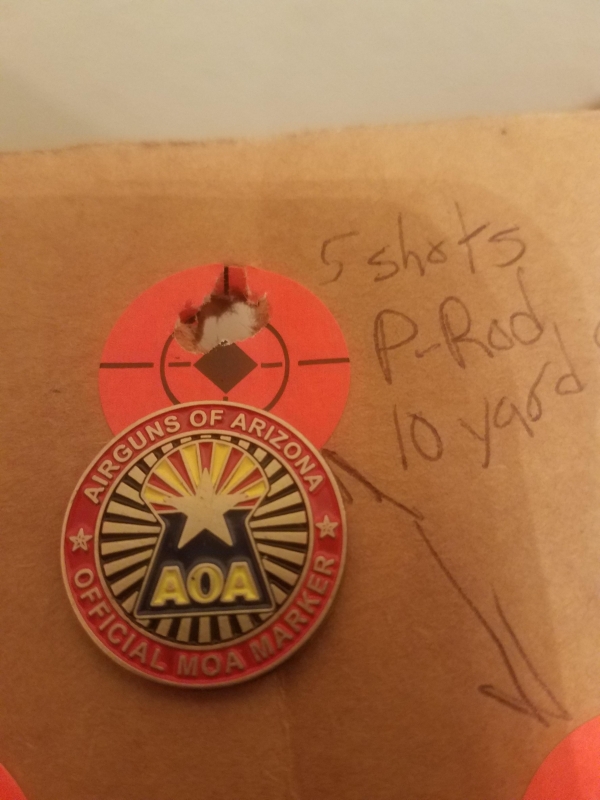 5 shots
P-Rod,
10 yard
AIRGUNS OF ARIZONA
AOA
OFFICIAL MOA MARKER